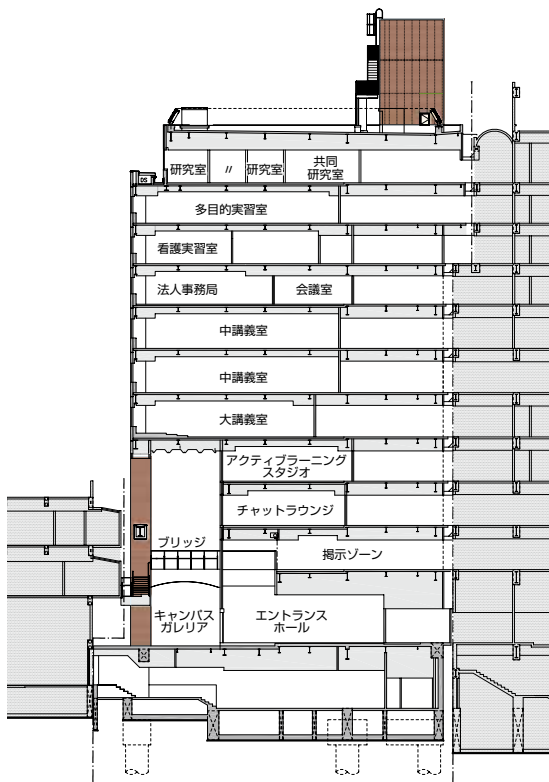 研究室
〃
研究室
共同
研究室
DS
多目的実習室
看護実習室
法人事務局
会議室
中講義室
中講義室
大講義室
アクティブラーニング
スタジオ
チャットラウンジ
ブリッジ
掲示ゾーン
キャンパス
ガレリア
エントランス
ホール